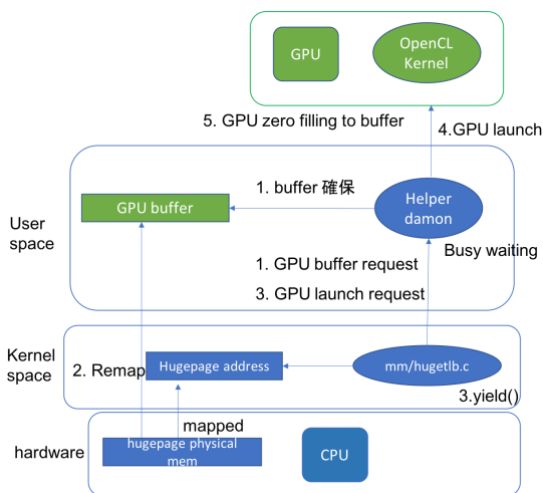 GPU
OpenCL
Kernel
5. GPU zero filling to buffer
4.GPU launch
GPU buffer
1. buffer 確保
Helper
damon
User
space
Busy waiting
1. GPU buffer request
3. GPU launch request
Kernel
space
2. Remap
Hugepage address
mm/hugetlb.c
3.yield()
mapped
hardware
hugepage physical
mem
CPU